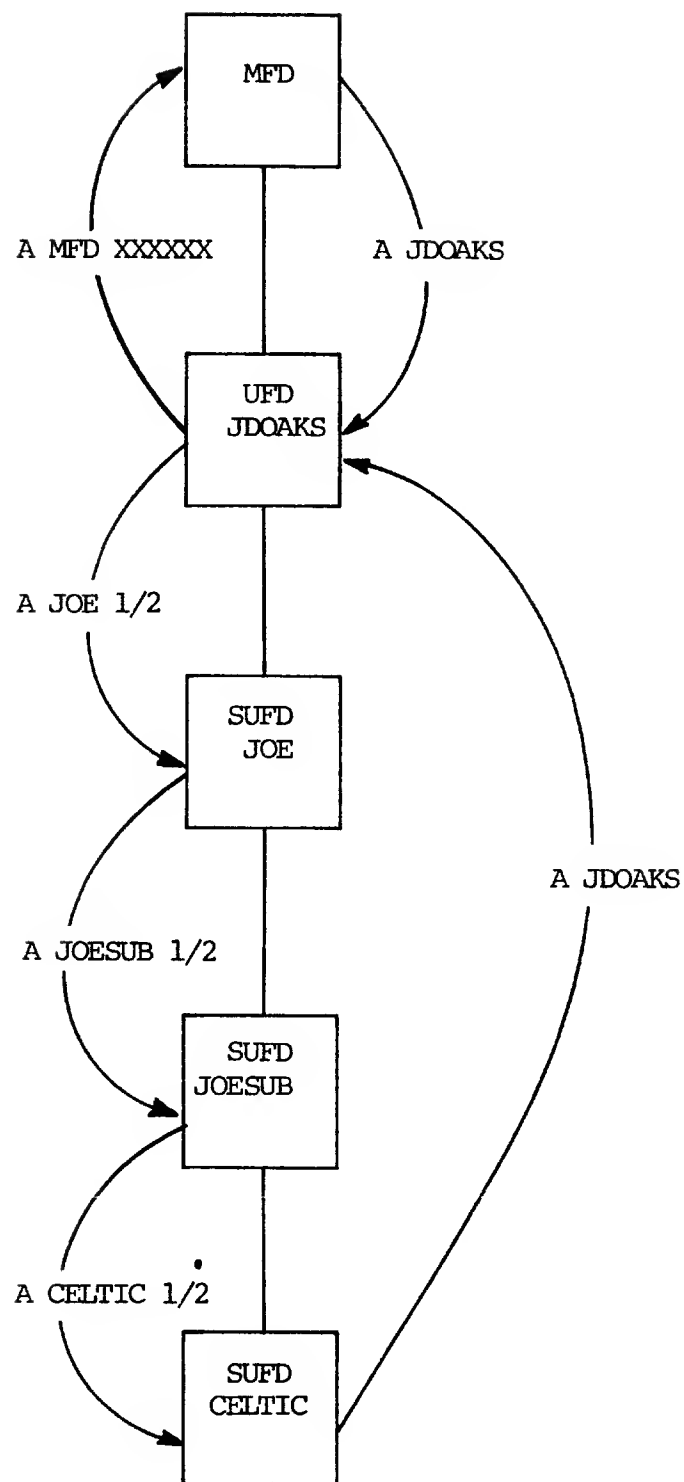 MFD
A MFD XXXXXX
A JDOAKS
UFD
JDOAKS
A JOE 1/2
SUFD
JOE
A JDOAKS
A JOESUB 1/2
SUFD
JOESUB
A CELTIC 1/2
SUFD
CELTIC